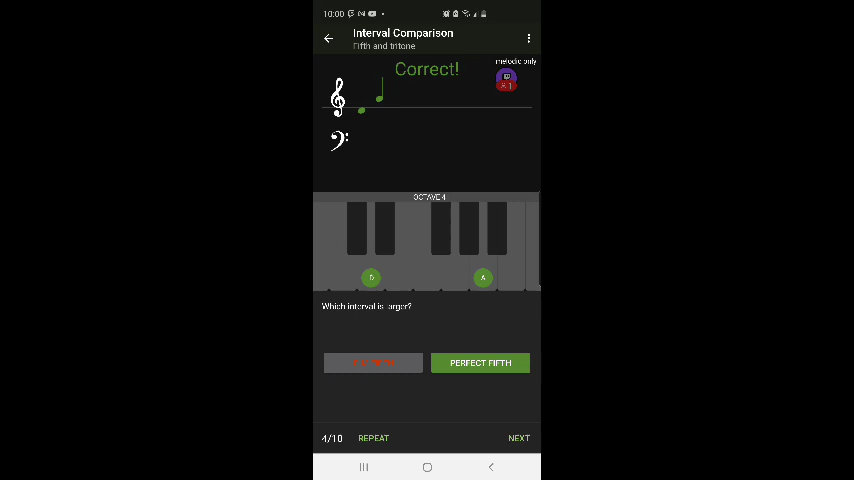 10:00
Interval Comparison
Fifth and tritone
melodic only
Correct!
1
OCTAVE 4
D A
Which interval is larger?
PERFECT FIFTH
4/10 REPEAT NEXT